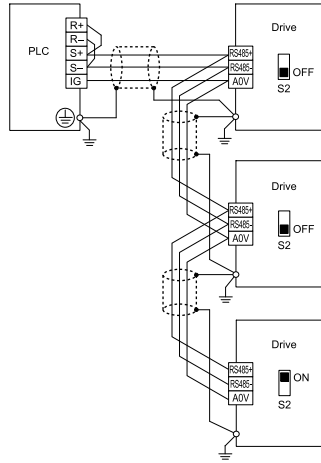 PLC
R+
R−
S+
S−
IG
Drive
RS485+
RS485-
A0V
OFF
S2
Drive
RS485+
RS485-
A0V
OFF
S2
Drive
RS485+
RS485-
A0V
ON
S2